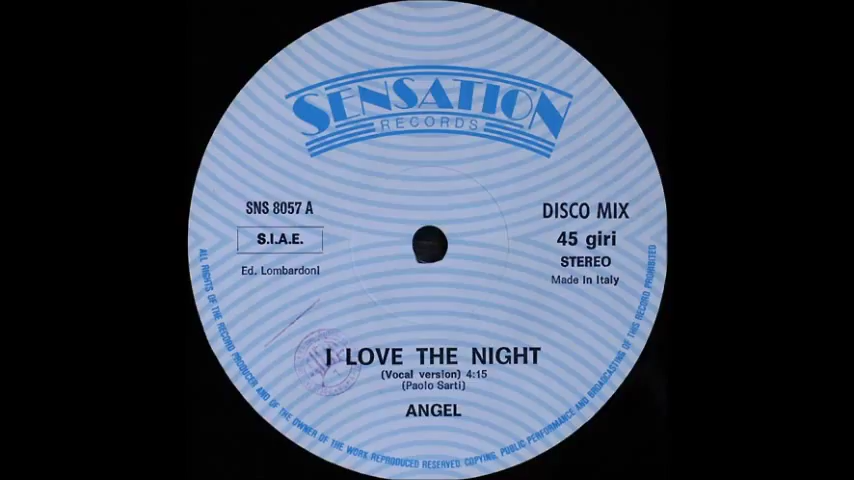 SENSATION
RECORDS
SNS 8057 A
DISCO MIX
S.I.A.E.
45 giri
STEREO
Ed. Lombardoni
Made In Italy
I LOVE THE NIGHT
(Vocal version) 4:15
(Paolo Sarti)
ANGEL
ALL RIGHTS OF THE RECORD PRODUCER AND OF THE OWNER OF THE WORK REPRODUCED RESERVED. COPYING, PUBLIC PERFORMANCE AND BROADCASTING OF THIS RECORD PROHIBITED